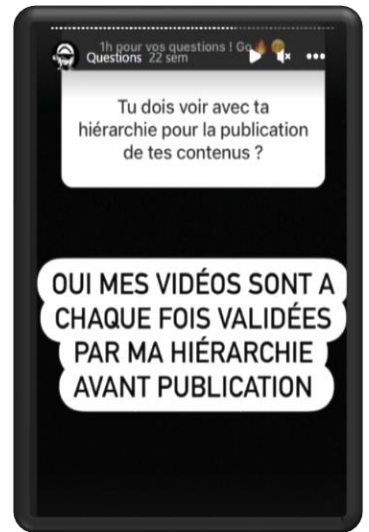 1h pour vos questions ! Go 🔥
Questions 22 sem
Tu dois voir avec ta
hiérarchie pour la publication
de tes contenus ?
OUI MES VIDÉOS SONT A
CHAQUE FOIS VALIDÉES
PAR MA HIÉRARCHIE
AVANT PUBLICATION